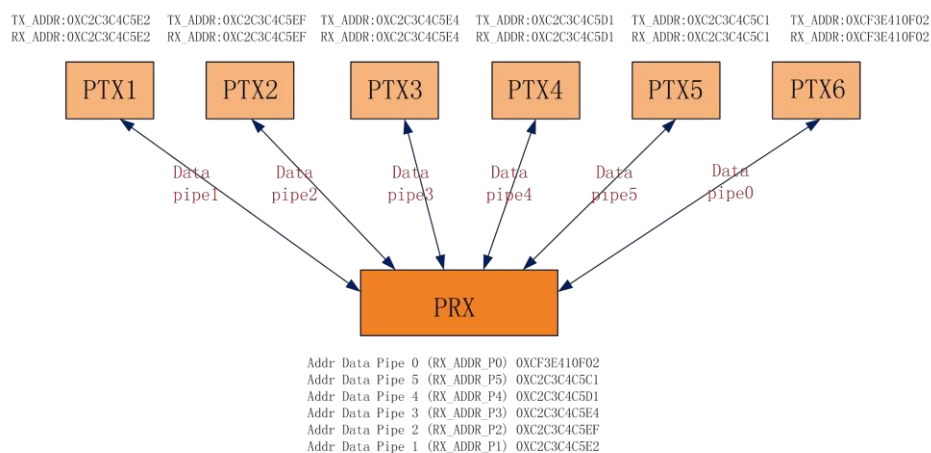 TX_ADDR:0XC2C3C4C5E2 TX_ADDR:0XC2C3C4C5EF TX_ADDR:0XC2C3C4C5E4 TX_ADDR:0XC2C3C4C5D1 TX_ADDR:0XC2C3C4C5C1 TX_ADDR:0XCF3E410F02
RX_ADDR:0XC2C3C4C5E2 RX_ADDR:0XC2C3C4C5EF RX_ADDR:0XC2C3C4C5E4 RX_ADDR:0XC2C3C4C5D1 RX_ADDR:0XC2C3C4C5C1 RX_ADDR:0XCF3E410F02
PTX1 PTX2 PTX3 PTX4 PTX5 PTX6
Data Data Data Data Data Data
pipe1 pipe2 pipe3 pipe4 pipe5 pipe0
PRX
Addr Data Pipe 0 (RX_ADDR_P0) 0XCF3E410F02
Addr Data Pipe 5 (RX_ADDR_P5) 0XC2C3C4C5C1
Addr Data Pipe 4 (RX_ADDR_P4) 0XC2C3C4C5D1
Addr Data Pipe 3 (RX_ADDR_P3) 0XC2C3C4C5E4
Addr Data Pipe 2 (RX_ADDR_P2) 0XC2C3C4C5EF
Addr Data Pipe 1 (RX_ADDR_P1) 0XC2C3C4C5E2